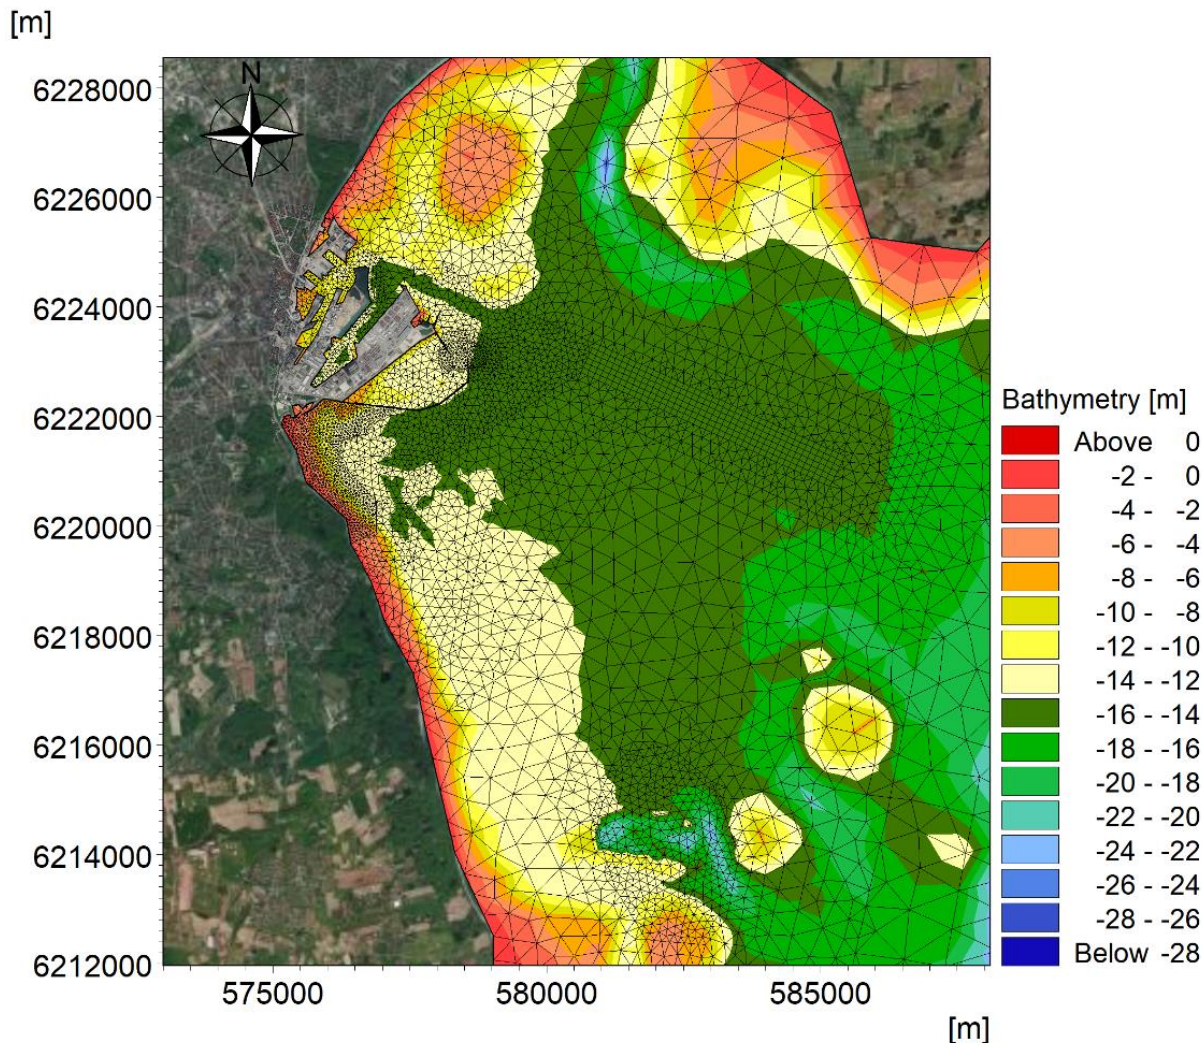 [m]
N
6228000
6226000
6224000
6222000
6220000
6218000
6216000
6214000
6212000
575000 580000 585000
[m]
Bathymetry [m]
Above 0
-2 - 0
-4 - -2
-6 - -4
-8 - -6
-10 - -8
-12 - -10
-14 - -12
-16 - -14
-18 - -16
-20 - -18
-22 - -20
-24 - -22
-26 - -24
-28 - -26
Below -28